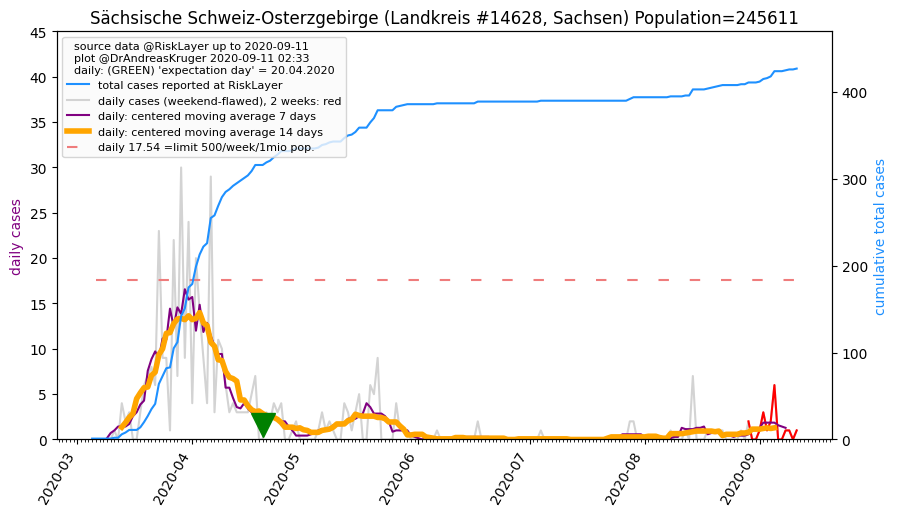 Sächsische Schweiz-Osterzgebirge (Landkreis #14628, Sachsen) Population=245611
source data @RiskLayer up to 2020-09-11
plot @DrAndreasKruger 2020-09-11 02:33
daily: (GREEN) 'expectation day' = 20.04.2020
total cases reported at RiskLayer
daily cases (weekend-flawed), 2 weeks: red
daily: centered moving average 7 days
daily: centered moving average 14 days
daily 17.54 =limit 500/week/1mio pop.
daily cases
45
40
35
30
25
20
15
10
5
0
cumulative total cases
400
300
200
100
0
2020-03
2020-04
2020-05
2020-06
2020-07
2020-08
2020-09